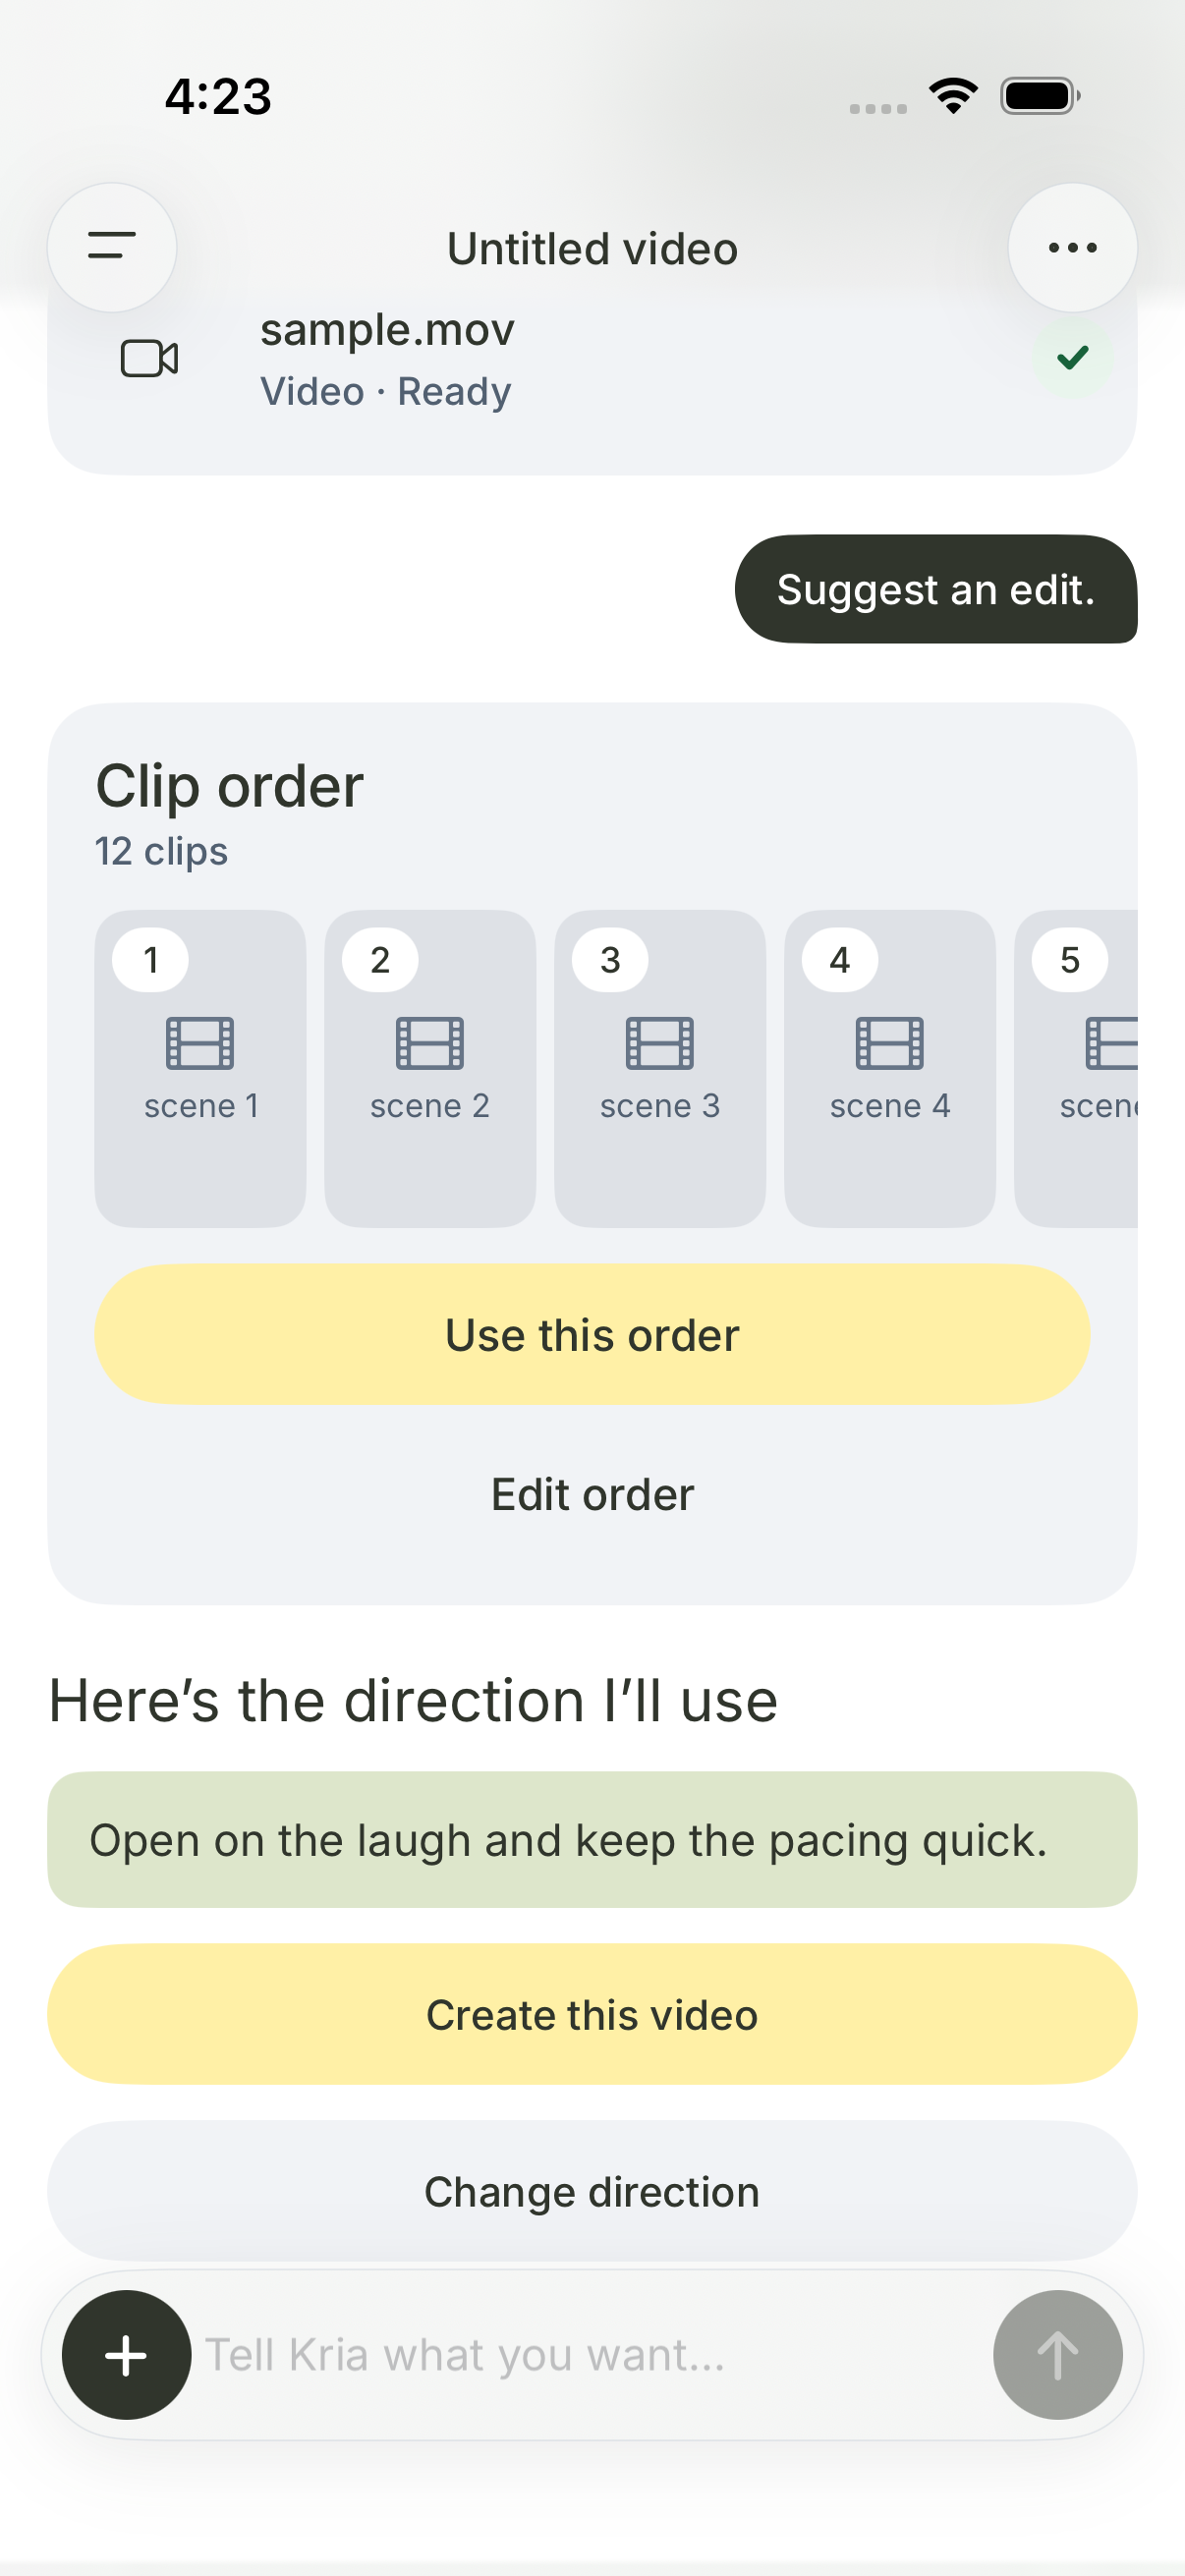 4:23
Untitled video
sample.mov
Video · Ready
Suggest an edit.
Clip order
12 clips
1
2
3
4
5
scene 1
scene 2
scene 3
scene 4
Use this order
Edit order
Here’s the direction I’ll use
Open on the laugh and keep the pacing quick.
Create this video
Change direction
Tell Kria what you want...